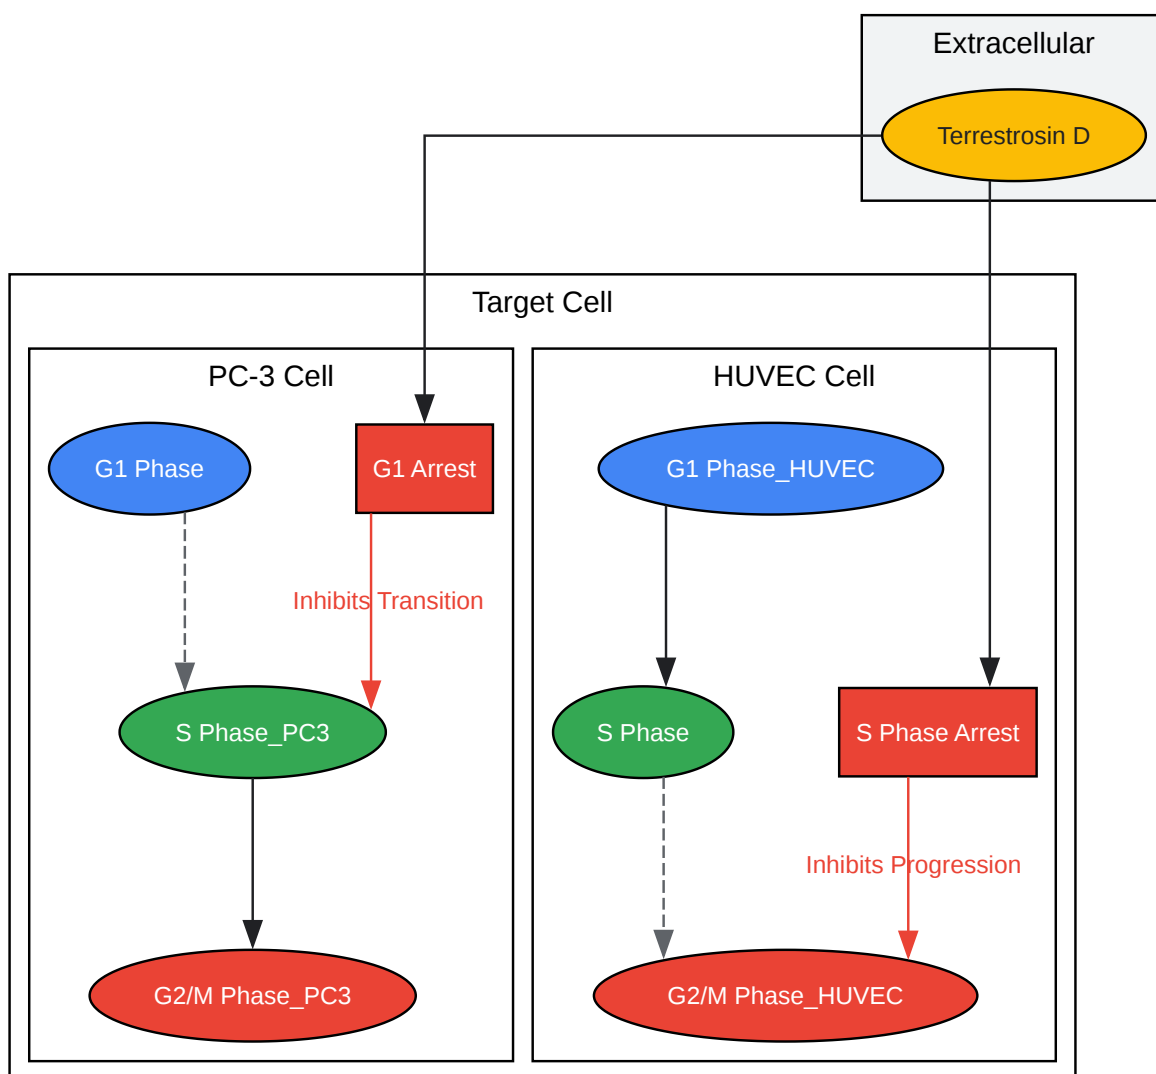 Extracellular
Terrestrosin D
Target Cell
PC-3 Cell
HUVEC Cell
G1 Phase
G1 Arrest
G1 Phase_HUVEC
Inhibits Transition
S Phase_PC3
S Phase
S Phase Arrest
Inhibits Progression
G2/M Phase_PC3
G2/M Phase_HUVEC